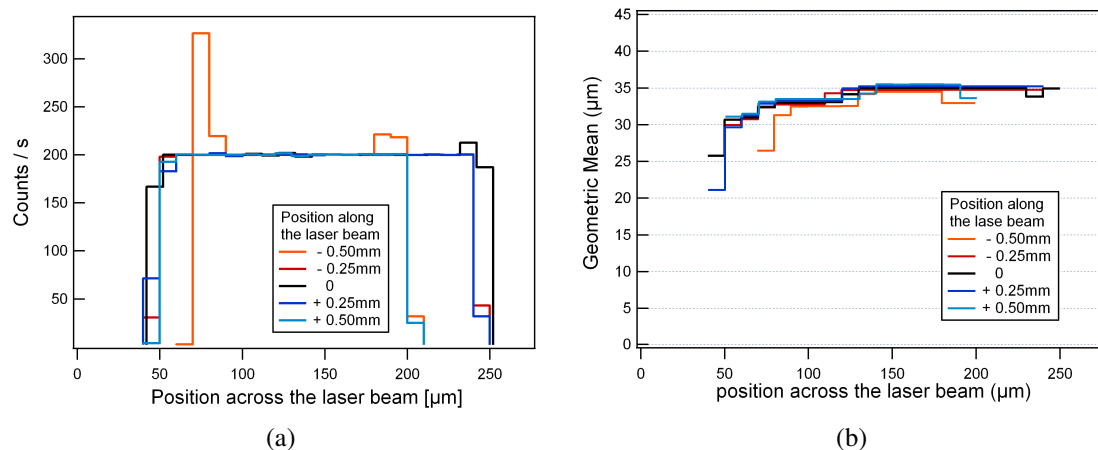 300
250
200
150
100
50
Counts / s
Position along
the laser beam
- 0.50mm
- 0.25mm
0
+ 0.25mm
+ 0.50mm
0
50
100
150
200
250
Position across the laser beam [µm]
(a)
45
40
35
30
25
20
15
10
5
0
Geometric Mean (µm)
Position along
the lase beam
- 0.50mm
- 0.25mm
0
+ 0.25mm
+ 0.50mm
0
50
100
150
200
250
position across the laser beam (µm)
(b)